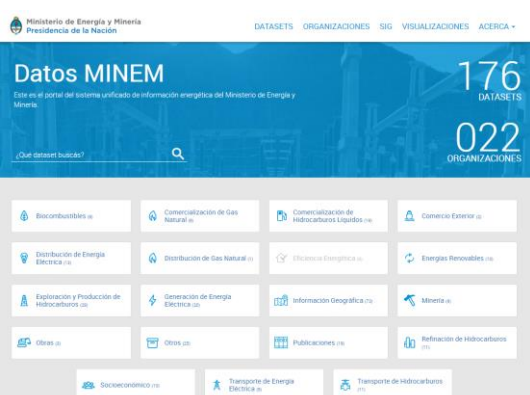 Ministerio de Energía y Minería
Presidencia de la Nación
DATASETS ORGANIZACIONES SIG VISUALIZACIONES ACERCA
Datos MINEM
Este es el portal del sistema unificado de información energética del Ministerio de Energía y
Minería.
176
DATASETS
022
ORGANIZACIONES
¿Qué dataset buscás?
Biocombustibles
Comercialización de Gas
Natural
Comercialización de
Hidrocarburos Líquidos
Comercio Exterior
Distribución de Energía
Eléctrica
Distribución de Gas Natural
Eficiencia Energética
Energías Renovables
Exploración y Producción de
Hidrocarburos
Generación de Energía
Eléctrica
Información Geográfica
Minería
Obras
Otros
Publicaciones
Refinación de Hidrocarburos
Socioeconómico
Transporte de Energía
Eléctrica
Transporte de Hidrocarburos